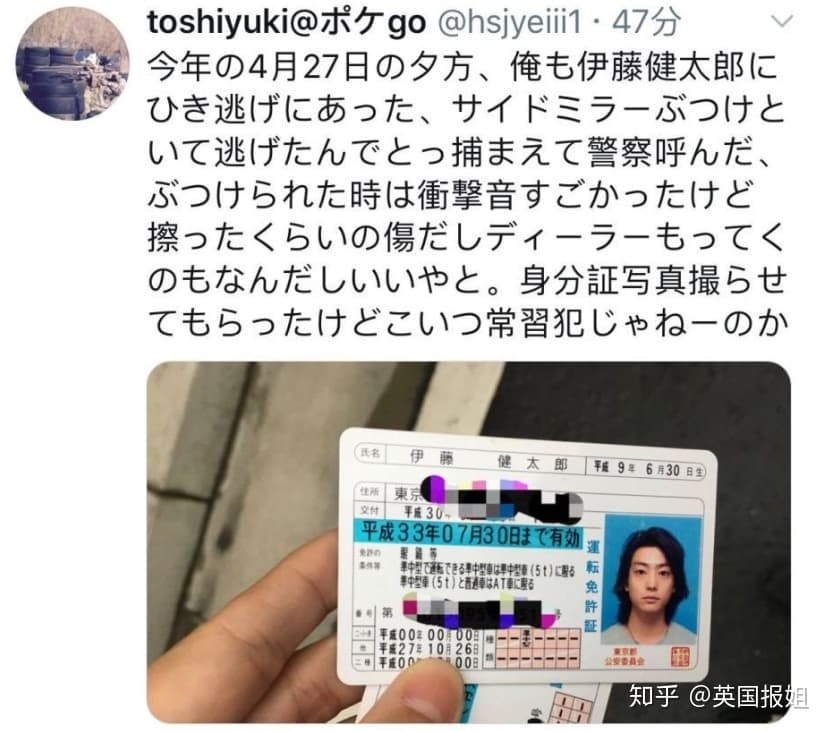 toshiyuki@ポケgo @hsjyeiii1・47分
今年の4月27日の夕方、俺も伊藤健太郎に
ひき逃げにあった、サイドミラーぶつけと
いて逃げたんでとっ捕まえて警察呼んだ、
ぶつけられた時は衝撃音すごかったけど
擦ったくらいの傷だしディーラーもってく
のもなんだしいいやと。身分証写真撮らせ
てもらったけどこいつ常習犯じゃねーのか
氏名 伊藤 健太郎 平成 9年 6月30日生
住所 東京
交付 平成30年
平成33年07月30日まで有効
免許の
条件等
眼鏡等
準中型で運転できる準中型車(5t)に限る
準中型車(5t)と普通車はAT車に限る
運転免許証
番号 第 号
二・小・原 平成00年00月00日
他 平成27年10月26日
二種 平成00年00月00日
種類
東京都
公安委員会
知乎 @英国报姐